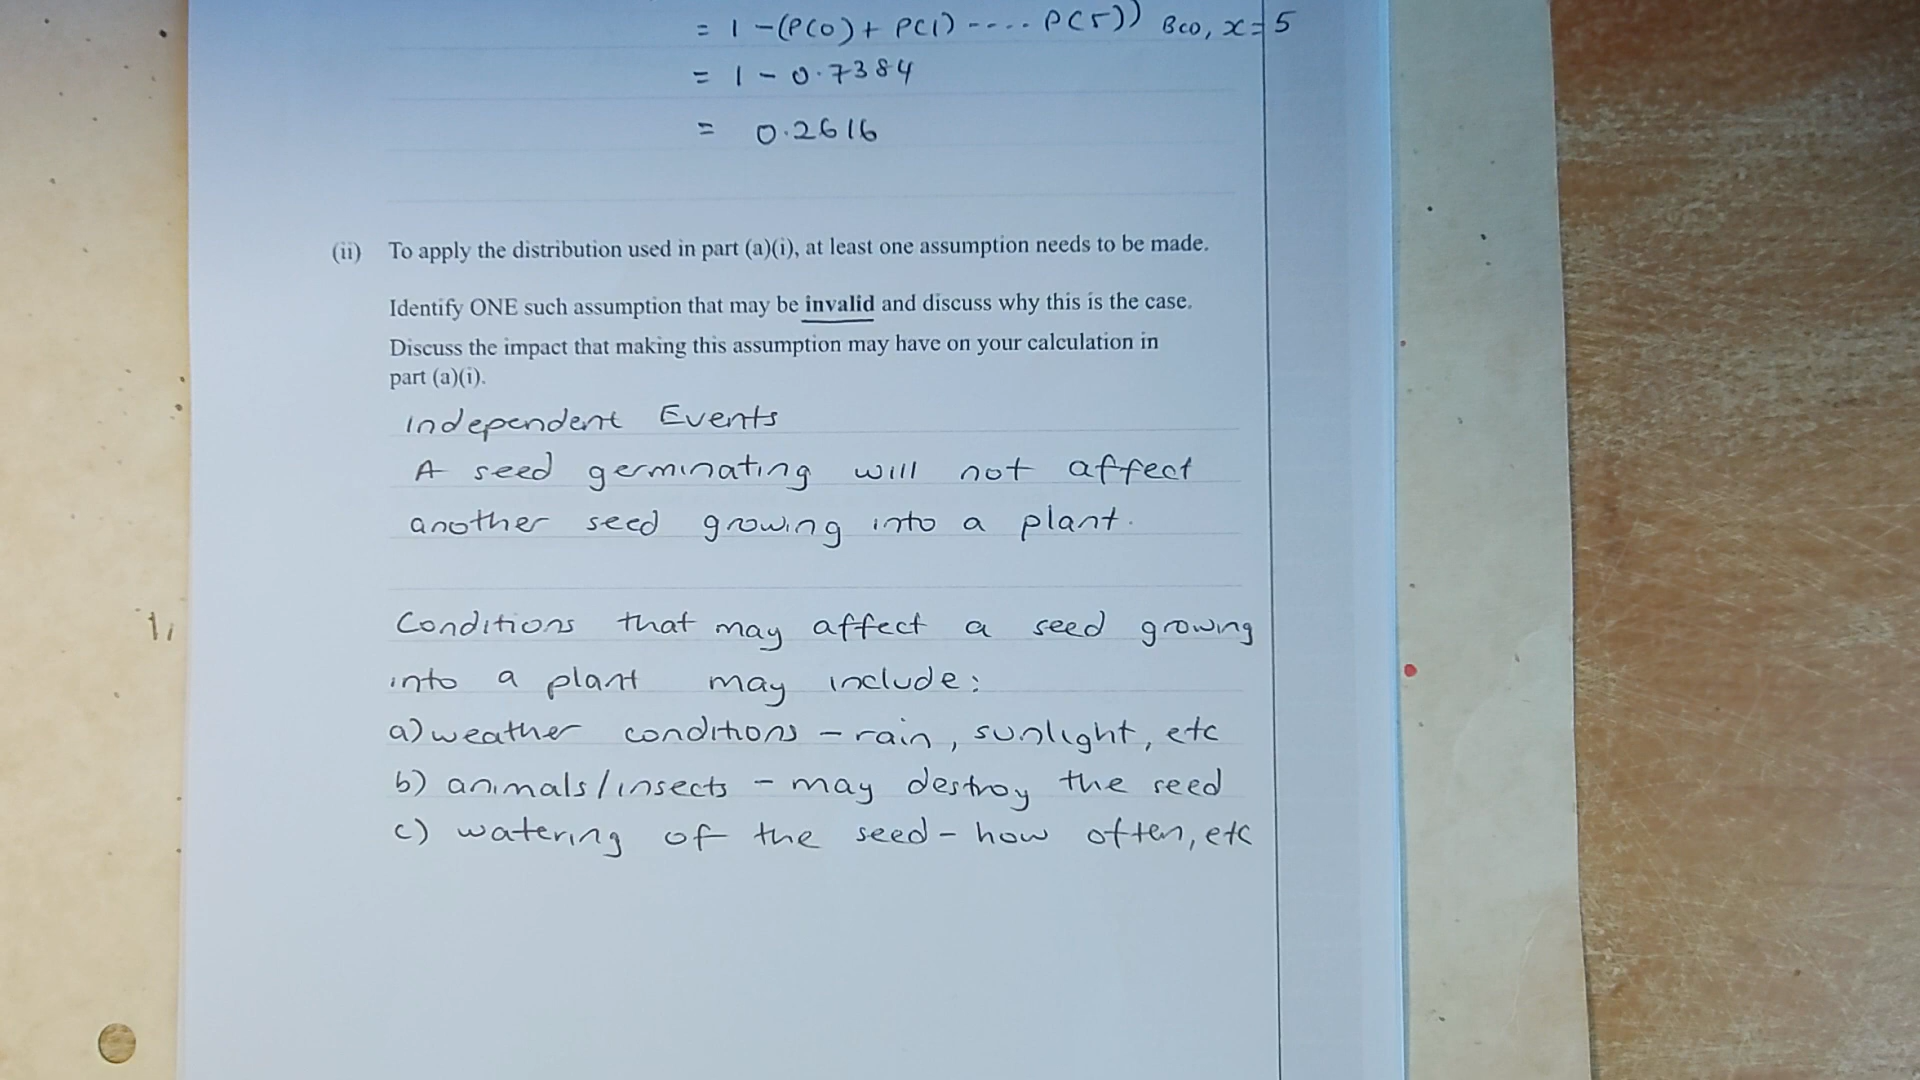 = 1 - (P(0) + P(1) ---- P(5)) BCD, x = 5
= 1 - 0.7384
= 0.2616
(ii) To apply the distribution used in part (a)(i), at least one assumption needs to be made.
Identify ONE such assumption that may be invalid and discuss why this is the case.
Discuss the impact that making this assumption may have on your calculation in
part (a)(i).
Independent Events
A seed germinating will not affect
another seed growing into a plant.
Conditions that may affect a seed growing
into a plant may include:
a) weather conditions - rain, sunlight, etc
b) animals/insects - may destroy the seed
c) watering of the seed - how often, etc